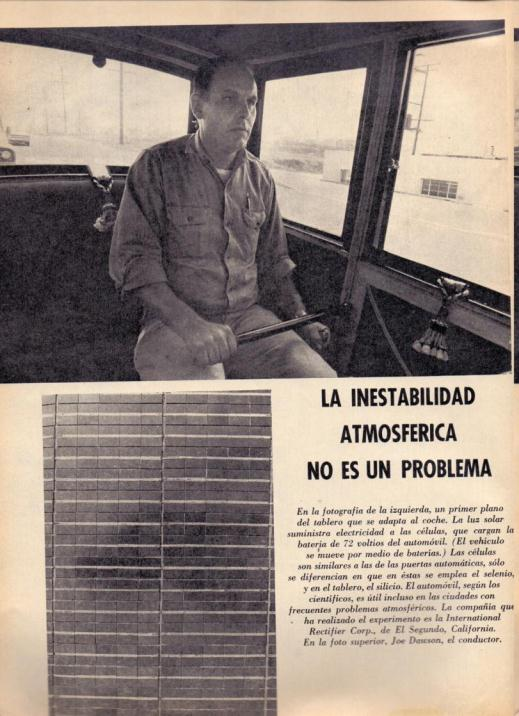 LA INESTABILIDAD
ATMOSFERICA
NO ES UN PROBLEMA
En la fotografía de la izquierda, un primer plano
del tablero que se adapta al coche. La luz solar
suministra electricidad a las células, que cargan la
batería de 72 voltios del automóvil. (El vehículo
se mueve por medio de baterías.) Las células
son similares a las de las puertas automáticas, sólo
se diferencian en que en éstas se emplea el selenio,
y en el tablero, el silicio. El automóvil, según los
científicos, es útil incluso en las ciudades con
frecuentes problemas atmosféricos. La compañía que
ha realizado el experimento es la International
Rectifier Corp., de El Segundo, California.
En la foto superior, Joe Dawson, el conductor.